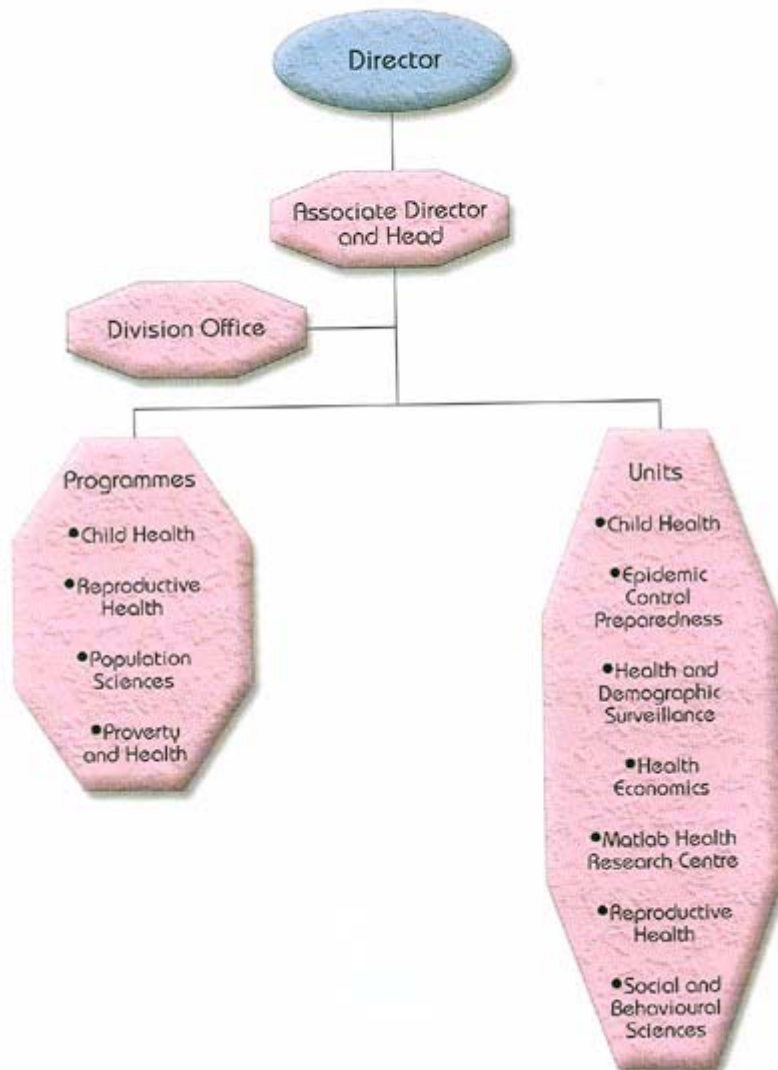 Director
Associate Director
and Head
Division Office
Programmes
•Child Health
•Reproductive
Health
•Population
Sciences
•Proverty
and Health
Units
•Child Health
•Epidemic
Control
Preparedness
•Health and
Demographic
Surveillance
•Health
Economics
•Matlab Health
Research Centre
•Reproductive
Health
•Social and
Behavioural
Sciences